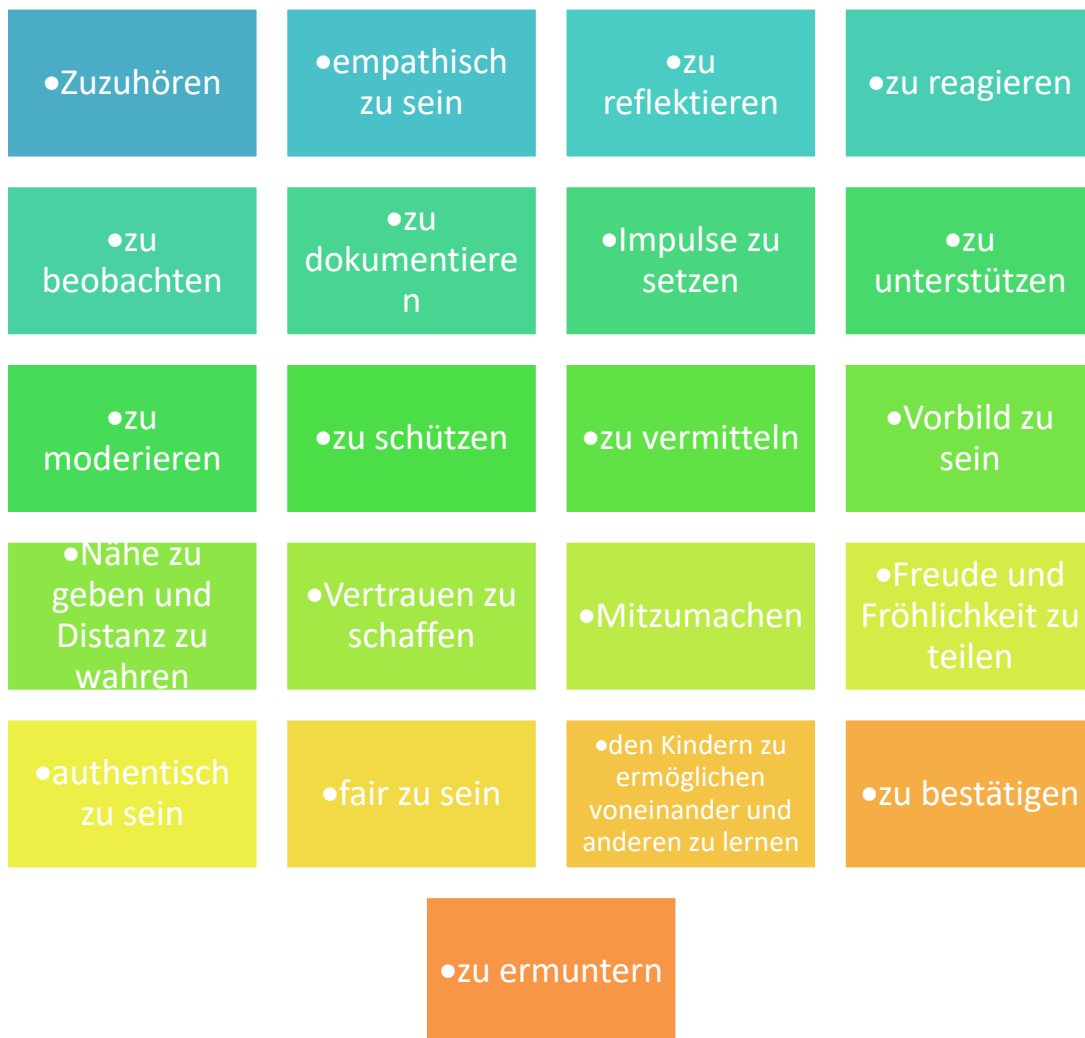 •Zuzuhören
•empathisch
zu sein
•zu
reflektieren
•zu reagieren
•zu
beobachten
•zu
dokumentiere
n
•Impulse zu
setzen
•zu
unterstützen
•zu
moderieren
•zu schützen
•zu vermitteln
•Vorbild zu
sein
•Nähe zu
geben und
Distanz zu
wahren
•Vertrauen zu
schaffen
•Mitzumachen
•Freude und
Fröhlichkeit zu
teilen
•authentisch
zu sein
•fair zu sein
•den Kindern zu
ermöglichen
voneinander und
anderen zu lernen
•zu bestätigen
•zu ermuntern